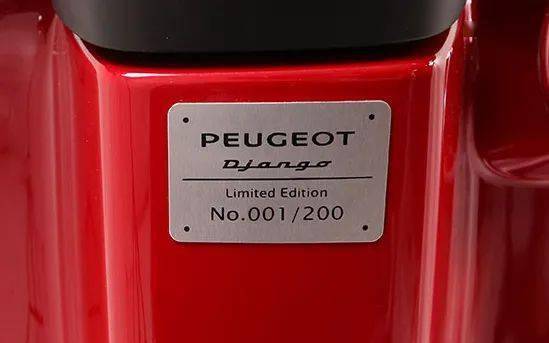 PEUGEOT
Django
Limited Edition
No.001/200